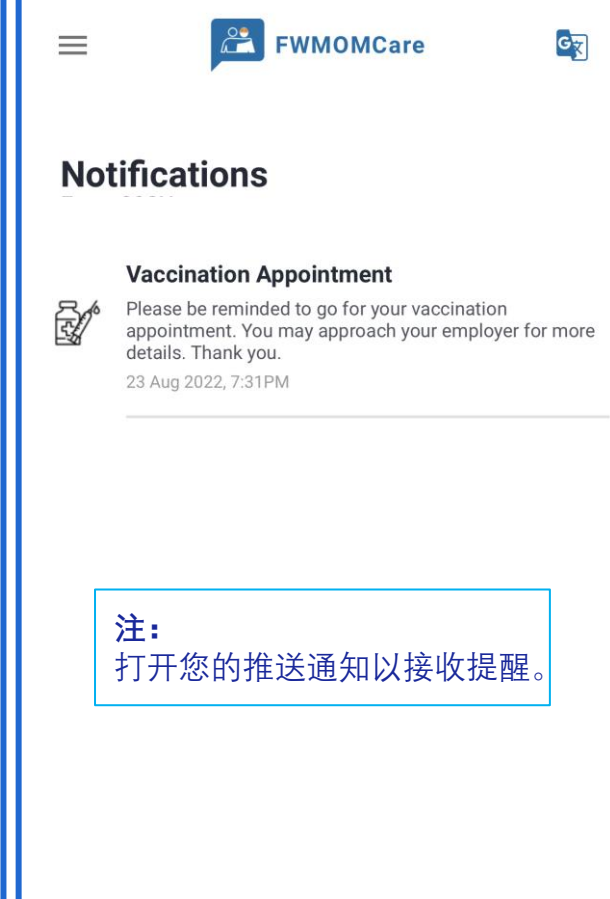 FWMOMCare
Notifications
Vaccination Appointment
Please be reminded to go for your vaccination
appointment. You may approach your employer for more
details. Thank you.
23 Aug 2022, 7:31PM
注：
打开您的推送通知以接收提醒。